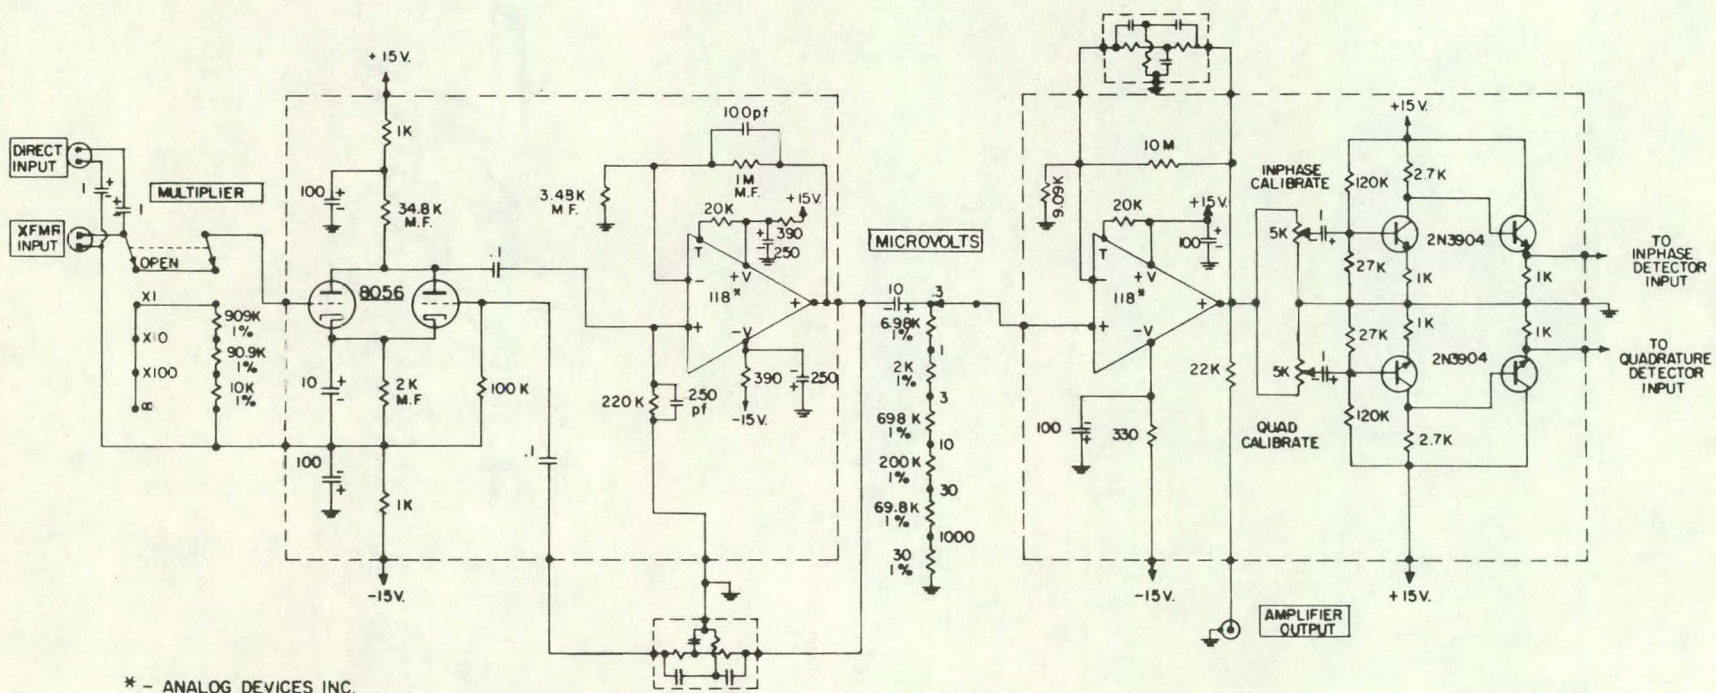 +15V.
100pf
10M
+15V.
1K
DIRECT
INPUT
1
1
MULTIPLIER
XFMR
INPUT
OPEN
100
34.8K
M.F.
3.48K
M.F.
1M
M.F.
20K
+15V.
390
250
T
+V
118*
-V
.1
8056
X1
X10
X100
∞
909K
1%
90.9K
1%
10K
1%
10
2K
M.F
100K
220K
250
pf
390
250
-15V.
100
1K
-15V.
.1
MICROVOLTS
10
.3
6.98K
1%
1
2K
1%
3
698K
1%
10
200K
1%
30
69.8K
1%
1000
30
1%
9.09K
20K
+15V.
100
T
+V
118*
-V
100
330
22K
-15V.
AMPLIFIER
OUTPUT
INPHASE
CALIBRATE
5K
1
120K
2.7K
27K
2N3904
1K
1K
27K
1K
1K
2N3904
5K
1
120K
2.7K
QUAD
CALIBRATE
+15V.
TO
INPHASE
DETECTOR
INPUT
TO
QUADRATURE
DETECTOR
INPUT
* - ANALOG DEVICES INC.